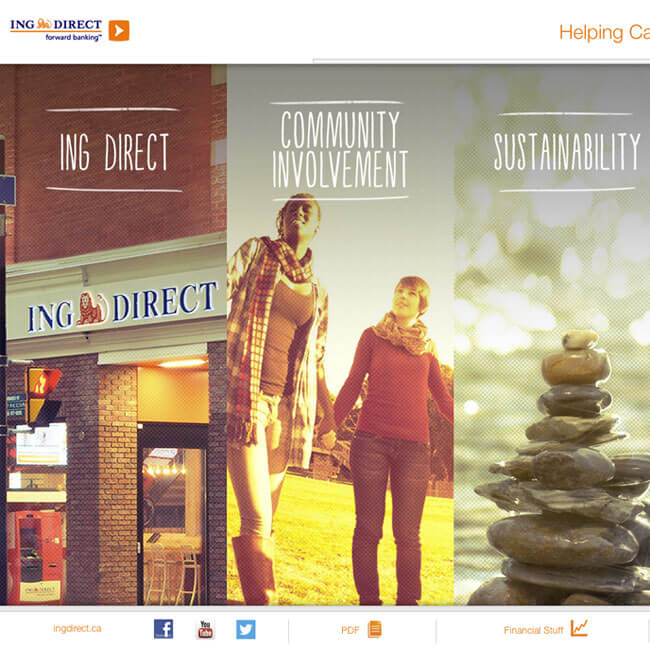 ING DIRECT
forward banking™
Helping Ca
ING DIRECT
COMMUNITY
INVOLVEMENT
SUSTAINABILITY
ING DIRECT
ingdirect.ca
You
Tube
PDF
Financial Stuff